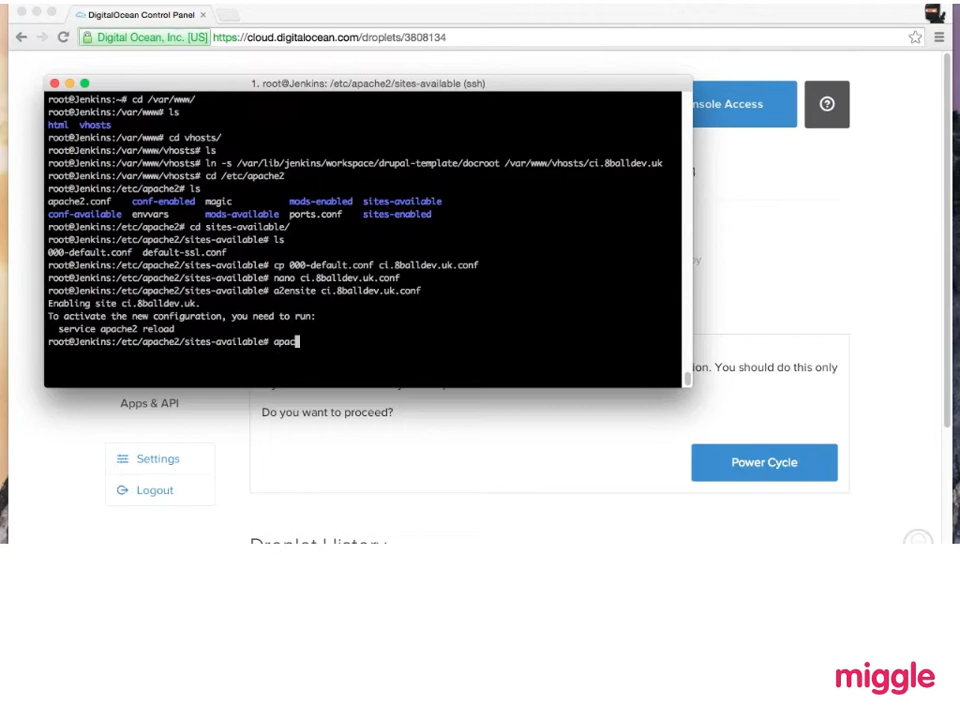 DigitalOcean Control Panel ×
Digital Ocean, Inc. [US] https://cloud.digitalocean.com/droplets/3808134
1. root@Jenkins: /etc/apache2/sites-available (ssh)
root@Jenkins:~# cd /var/www/
root@Jenkins:/var/www# ls
html vhosts
root@Jenkins:/var/www# cd vhosts/
root@Jenkins:/var/www/vhosts# ls
root@Jenkins:/var/www/vhosts# ln -s /var/lib/jenkins/workspace/drupal-template/docroot /var/www/vhosts/ci.8balldev.uk
root@Jenkins:/var/www/vhosts# cd /etc/apache2
root@Jenkins:/etc/apache2# ls
apache2.conf conf-enabled magic mods-enabled sites-available
conf-available envvars mods-available ports.conf sites-enabled
root@Jenkins:/etc/apache2# cd sites-available/
root@Jenkins:/etc/apache2/sites-available# ls
000-default.conf default-ssl.conf
root@Jenkins:/etc/apache2/sites-available# cp 000-default.conf ci.8balldev.uk.conf
root@Jenkins:/etc/apache2/sites-available# nano ci.8balldev.uk.conf
root@Jenkins:/etc/apache2/sites-available# a2ensite ci.8balldev.uk.conf
Enabling site ci.8balldev.uk.
To activate the new configuration, you need to run:
service apache2 reload
root@Jenkins:/etc/apache2/sites-available# apac
nsole Access
ion. You should do this only
Apps & API
Do you want to proceed?
Settings
Power Cycle
Logout
Droplet History
miggle